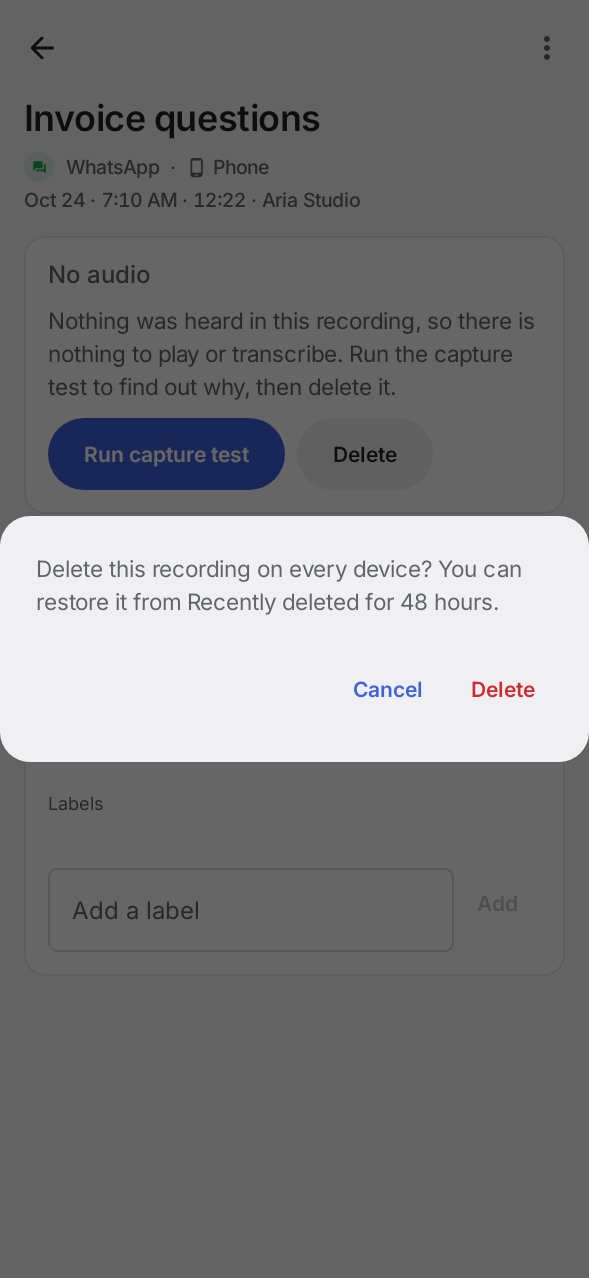 Invoice questions
WhatsApp · Phone
Oct 24 · 7:10 AM · 12:22 · Aria Studio
No audio
Nothing was heard in this recording, so there is
nothing to play or transcribe. Run the capture
test to find out why, then delete it.
Run capture test
Delete
Delete this recording on every device? You can
restore it from Recently deleted for 48 hours.
Cancel
Delete
Labels
Add a label
Add